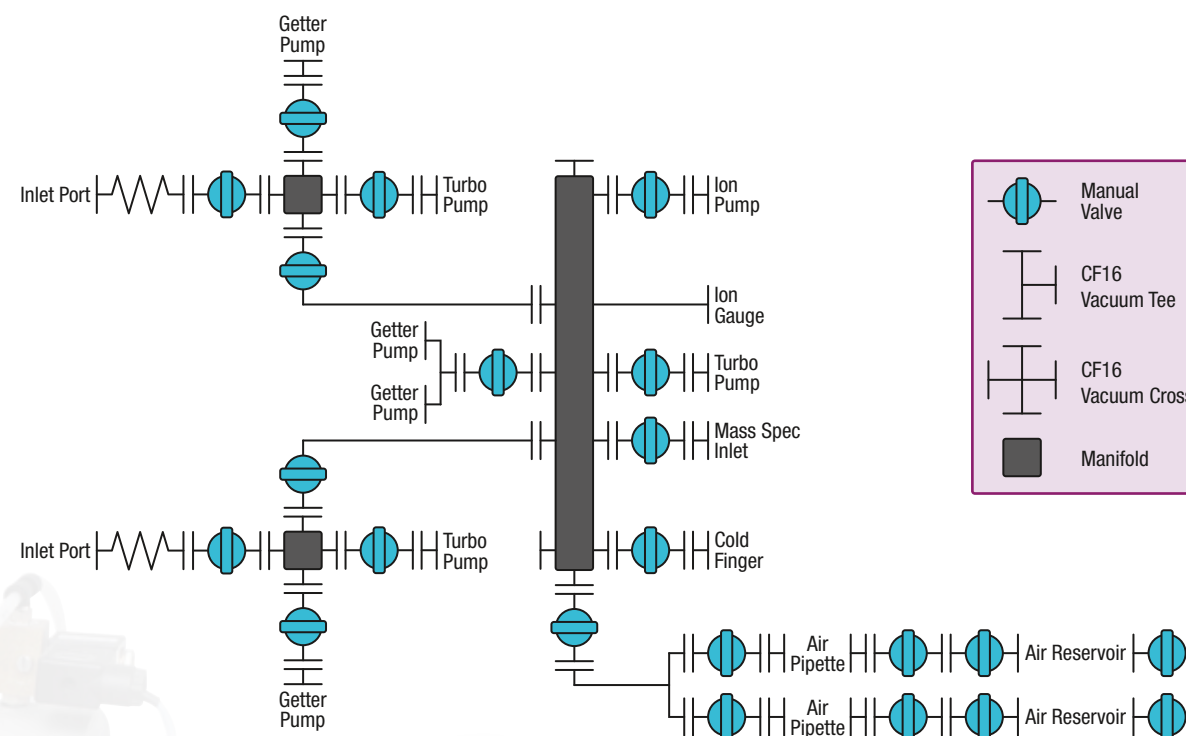 Getter
Pump
Inlet Port
Turbo
Pump
Ion
Pump
Manual
Valve
CF16
Vacuum Tee
Ion
Gauge
Getter
Pump
Turbo
Pump
CF16
Vacuum Cross
Getter
Pump
Mass Spec
Inlet
Manifold
Inlet Port
Turbo
Pump
Cold
Finger
Air
Pipette
Air Reservoir
Getter
Pump
Air
Pipette
Air Reservoir